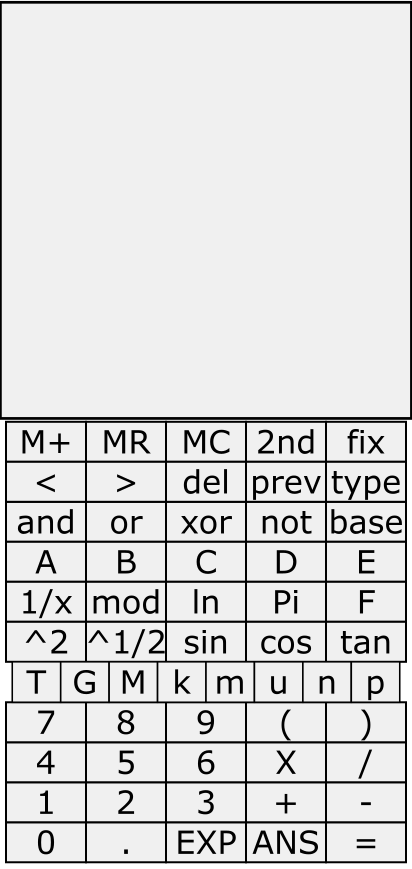 M+ MR MC 2nd fix
< > del prev type
and or xor not base
A B C D E
1/x mod ln Pi F
^2 ^1/2 sin cos tan
T G M k m u n p
7 8 9 ( )
4 5 6 X /
1 2 3 + -
0 . EXP ANS =